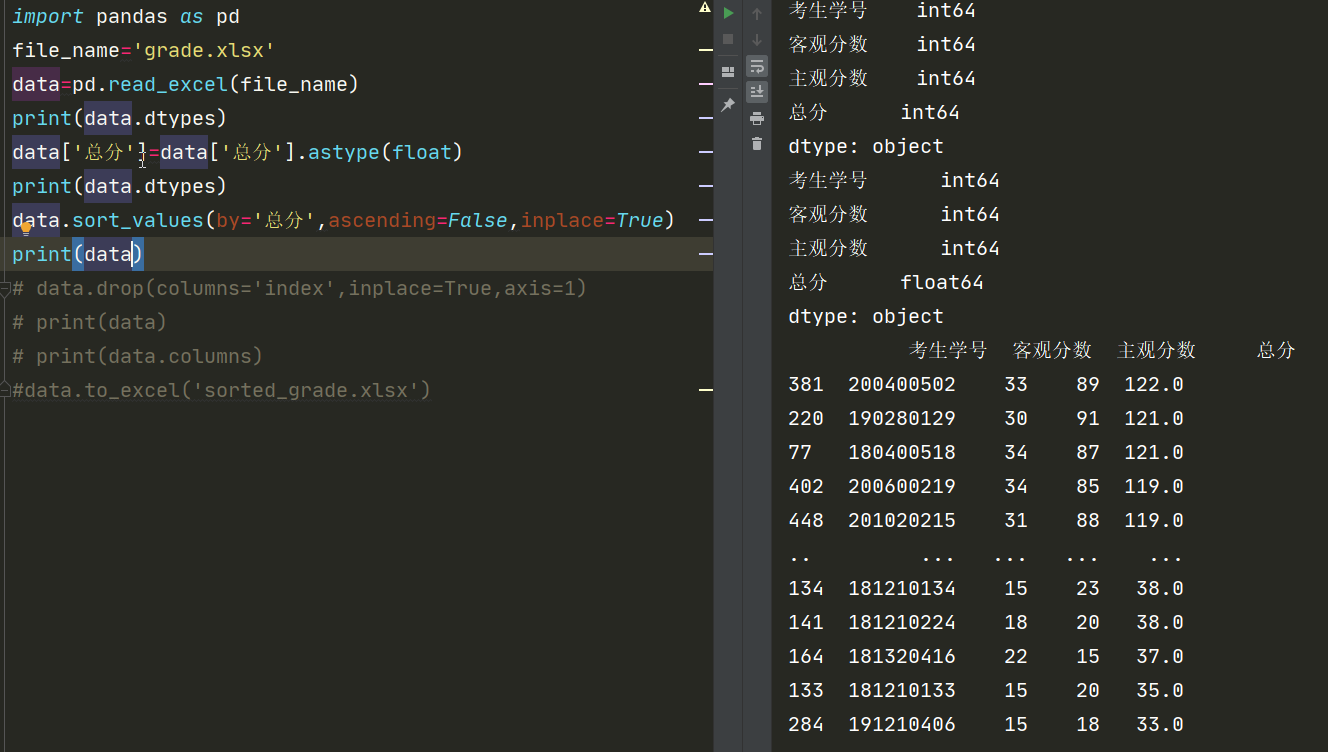 import pandas as pd
file_name='grade.xlsx'
data=pd.read_excel(file_name)
print(data.dtypes)
data['总分']=data['总分'].astype(float)
print(data.dtypes)
data.sort_values(by='总分',ascending=False,inplace=True)
print(data)
# data.drop(columns='index',inplace=True,axis=1)
# print(data)
# print(data.columns)
#data.to_excel('sorted_grade.xlsx')
考生学号 int64
客观分数 int64
主观分数 int64
总分 int64
dtype: object
考生学号 int64
客观分数 int64
主观分数 int64
总分 float64
dtype: object
考生学号 客观分数 主观分数 总分
381 200400502 33 89 122.0
220 190280129 30 91 121.0
77 180400518 34 87 121.0
402 200600219 34 85 119.0
448 201020215 31 88 119.0
.. ... ... ... ...
134 181210134 15 23 38.0
141 181210224 18 20 38.0
164 181320416 22 15 37.0
133 181210133 15 20 35.0
284 191210406 15 18 33.0